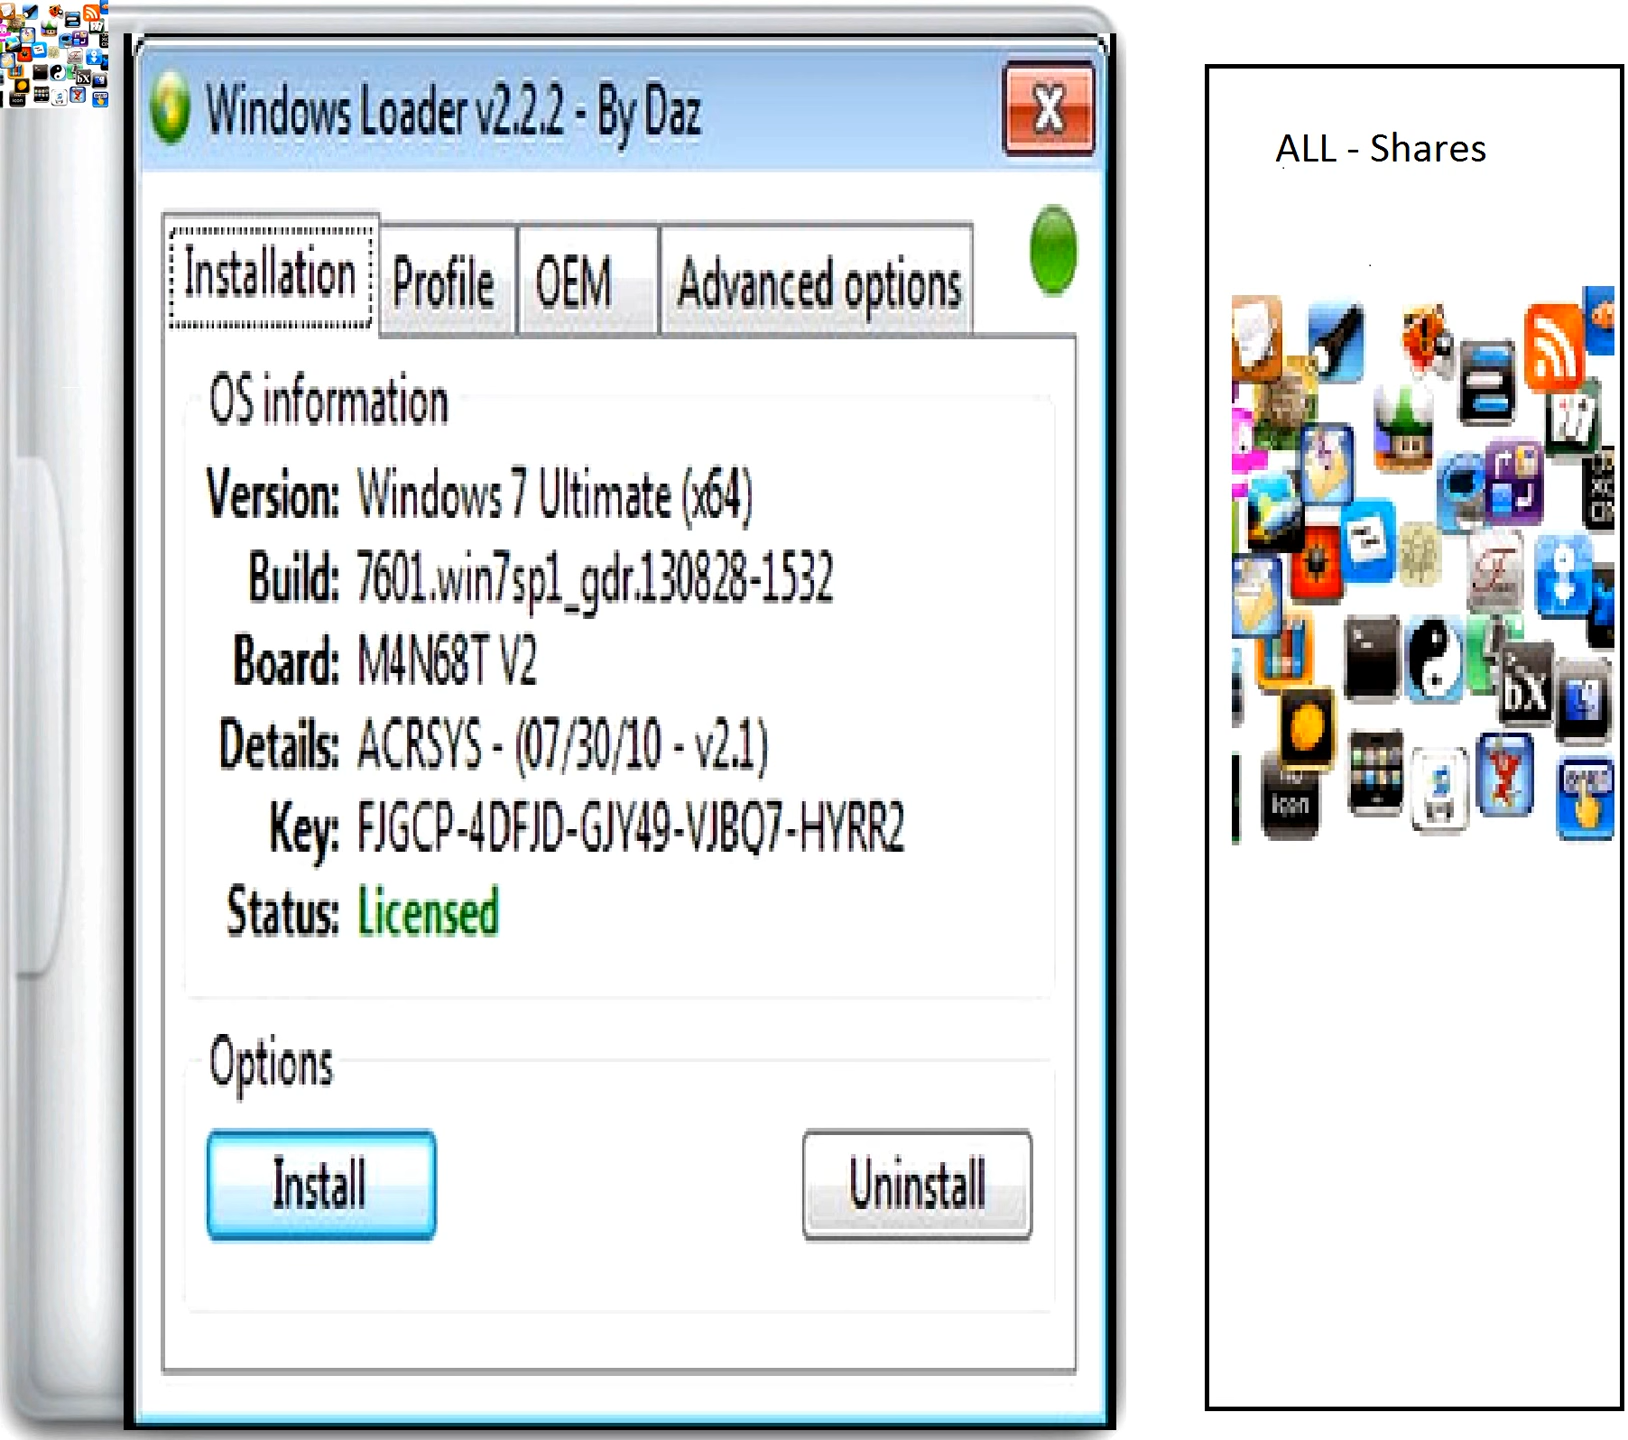 Windows Loader v2.2.2 - By Daz
Installation Profile OEM Advanced options
OS information
Version: Windows 7 Ultimate (x64)
Build: 7601.win7sp1_gdr.130828-1532
Board: M4N68T V2
Details: ACRSYS - (07/30/10 - v2.1)
Key: FJGCP-4DFJD-GJY49-VJBQ7-HYRR2
Status: Licensed
Options
Install Uninstall
ALL - Shares
bX
icon